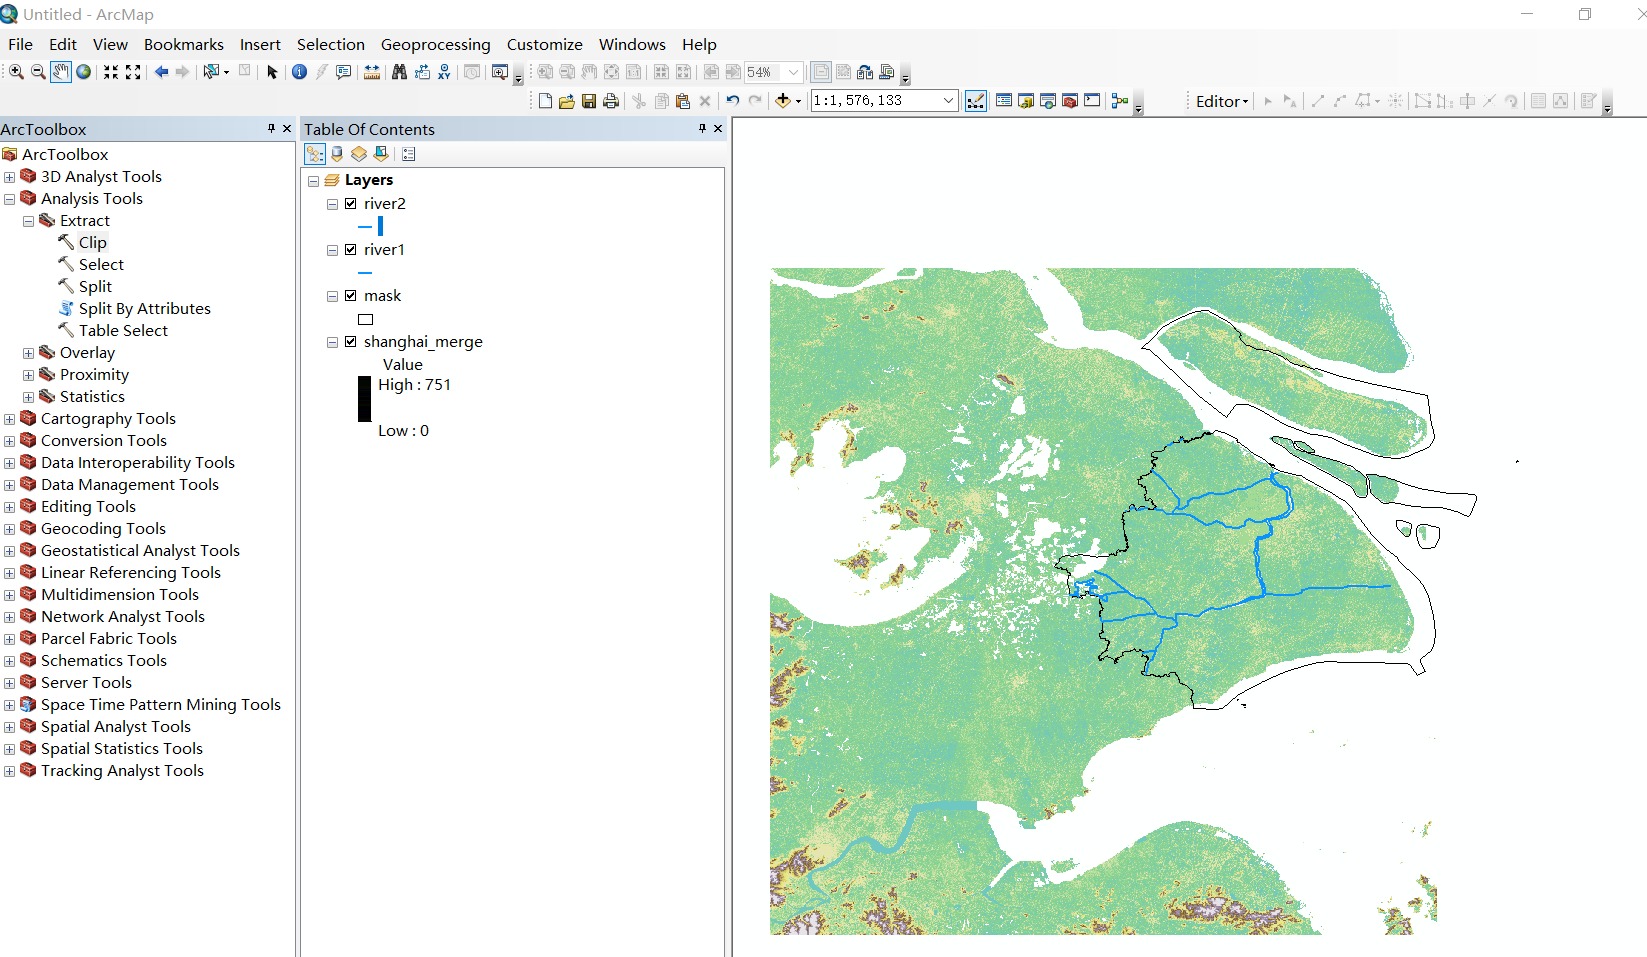 Untitled - ArcMap
File Edit View Bookmarks Insert Selection Geoprocessing Customize Windows Help
54%
1:1,576,133
Editor
ArcToolbox
ArcToolbox
3D Analyst Tools
Analysis Tools
Extract
Clip
Select
Split
Split By Attributes
Table Select
Overlay
Proximity
Statistics
Cartography Tools
Conversion Tools
Data Interoperability Tools
Data Management Tools
Editing Tools
Geocoding Tools
Geostatistical Analyst Tools
Linear Referencing Tools
Multidimension Tools
Network Analyst Tools
Parcel Fabric Tools
Schematics Tools
Server Tools
Space Time Pattern Mining Tools
Spatial Analyst Tools
Spatial Statistics Tools
Tracking Analyst Tools
Table Of Contents
Layers
river2
river1
mask
shanghai_merge
Value
High : 751
Low : 0